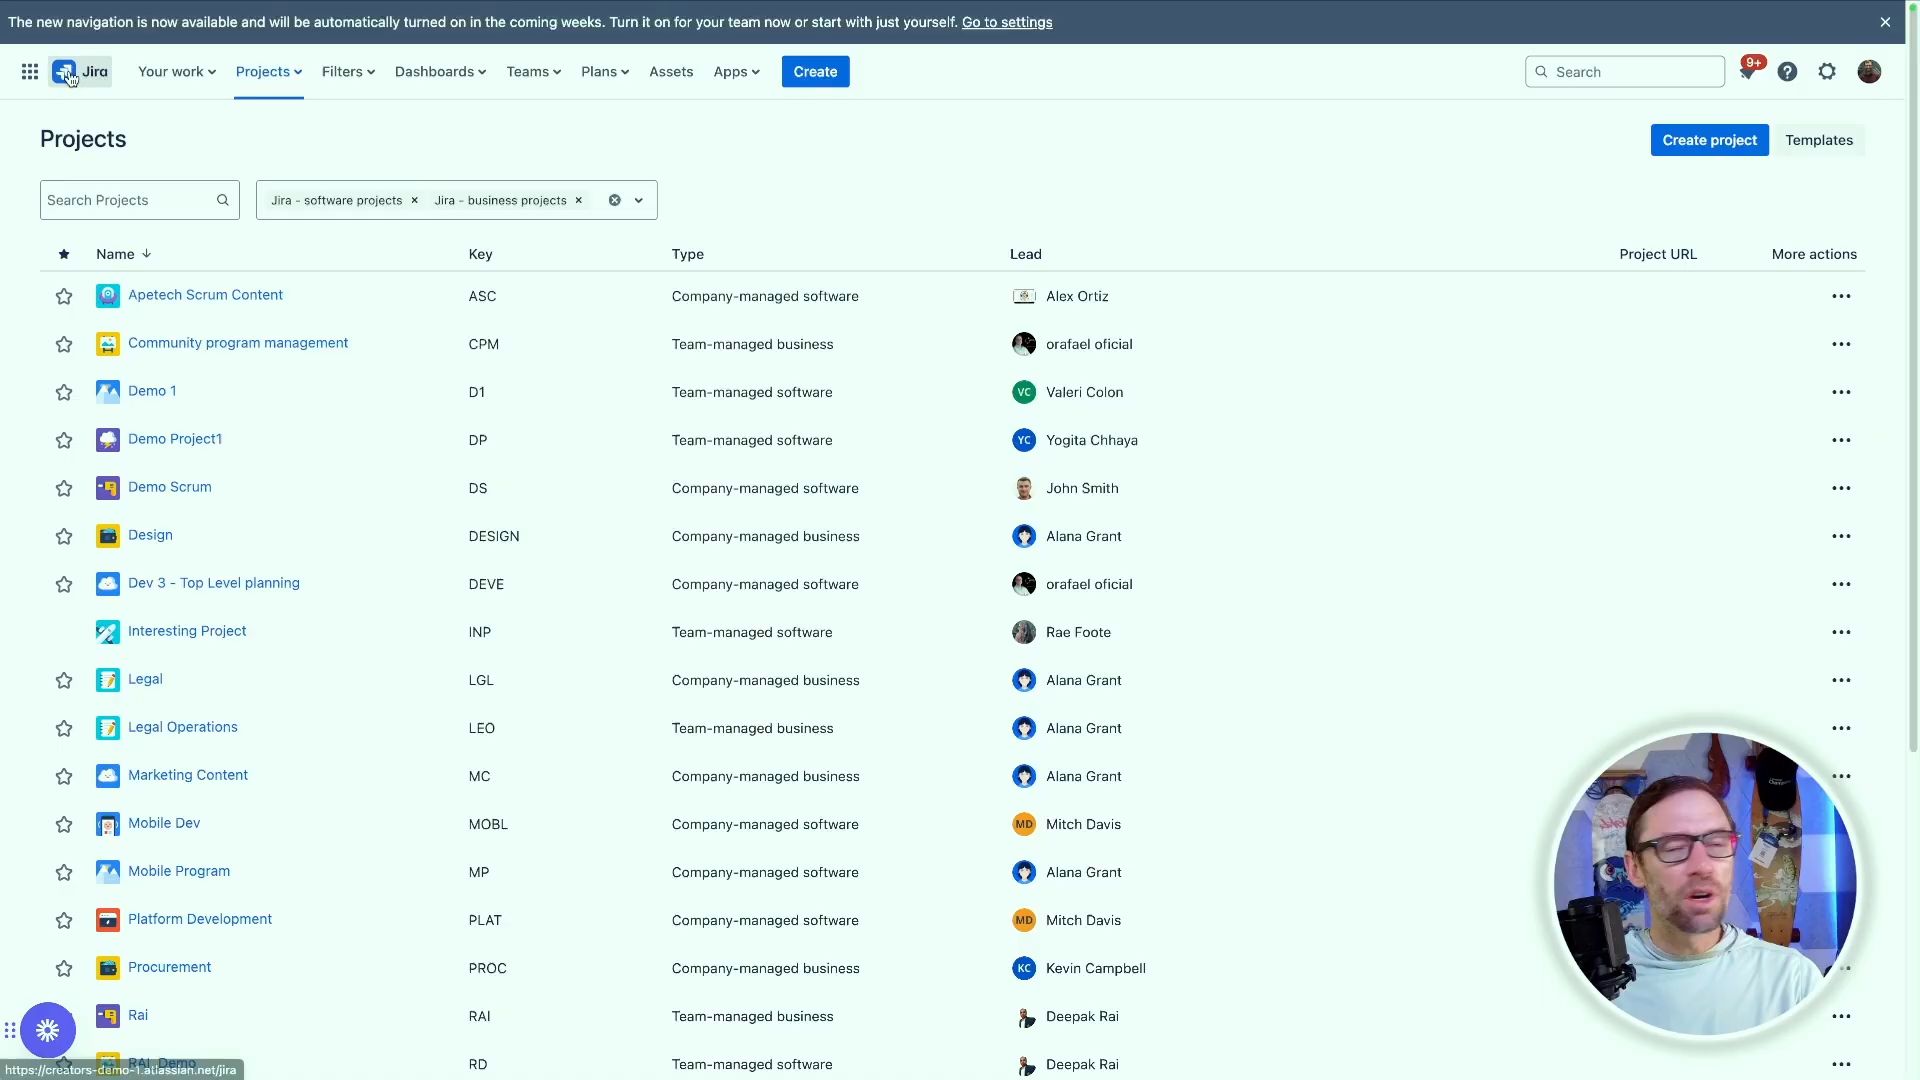 The new navigation is now available and will be automatically turned on in the coming weeks. Turn it on for your team now or start with just yourself. Go to settings
Jira Your work Projects Filters Dashboards Teams Plans Assets Apps Create Search 9+
Projects
Create project Templates
Search Projects Jira - software projects Jira - business projects
Name Key Type Lead Project URL More actions
Apetech Scrum Content ASC Company-managed software Alex Ortiz
Community program management CPM Team-managed business orafael oficial
Demo 1 D1 Team-managed software VC Valeri Colon
Demo Project1 DP Team-managed software YC Yogita Chhaya
Demo Scrum DS Company-managed software John Smith
Design DESIGN Company-managed business Alana Grant
Dev 3 - Top Level planning DEVE Company-managed software orafael oficial
Interesting Project INP Team-managed software Rae Foote
Legal LGL Company-managed business Alana Grant
Legal Operations LEO Team-managed business Alana Grant
Marketing Content MC Company-managed business Alana Grant
Mobile Dev MOBL Company-managed software MD Mitch Davis
Mobile Program MP Company-managed software Alana Grant
Platform Development PLAT Company-managed software MD Mitch Davis
Procurement PROC Company-managed business KC Kevin Campbell
Rai RAI Team-managed business Deepak Rai
RAI_Demo RD Team-managed software Deepak Rai
https://creators-demo-1.atlassian.net/jira